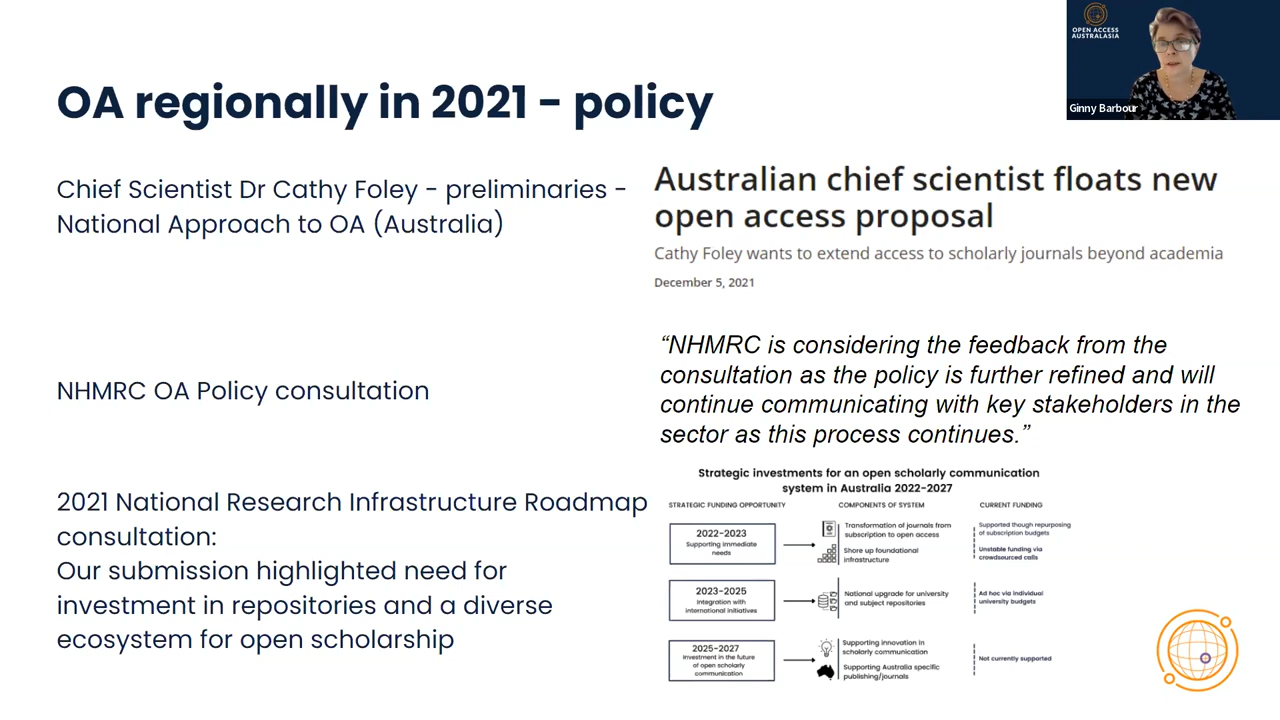 OPEN ACCESS
AUSTRALASIA
Ginny Barbour
OA regionally in 2021 - policy
Chief Scientist Dr Cathy Foley - preliminaries -
National Approach to OA (Australia)
Australian chief scientist floats new
open access proposal
Cathy Foley wants to extend access to scholarly journals beyond academia
December 5, 2021
NHMRC OA Policy consultation
“NHMRC is considering the feedback from the
consultation as the policy is further refined and will
continue communicating with key stakeholders in the
sector as this process continues.”
2021 National Research Infrastructure Roadmap
consultation:
Our submission highlighted need for
investment in repositories and a diverse
ecosystem for open scholarship
Strategic investments for an open scholarly communication
system in Australia 2022-2027
STRATEGIC FUNDING OPPORTUNITY
COMPONENTS OF SYSTEM
CURRENT FUNDING
2022-2023
Supporting immediate
needs
Transformation of journals from
subscription to open access
Shore up foundational
infrastructure
Supported though repurposing
of subscription budgets
Unstable funding via
crowdsourced calls
2023-2025
Integration with
international initiatives
National upgrade for university
and subject repositories
Ad hoc via individual
university budgets
2025-2027
Investment in the future
of open scholarly
communication
Supporting innovation in
scholarly communication
Supporting Australia specific
publishing/journals
Not currently supported